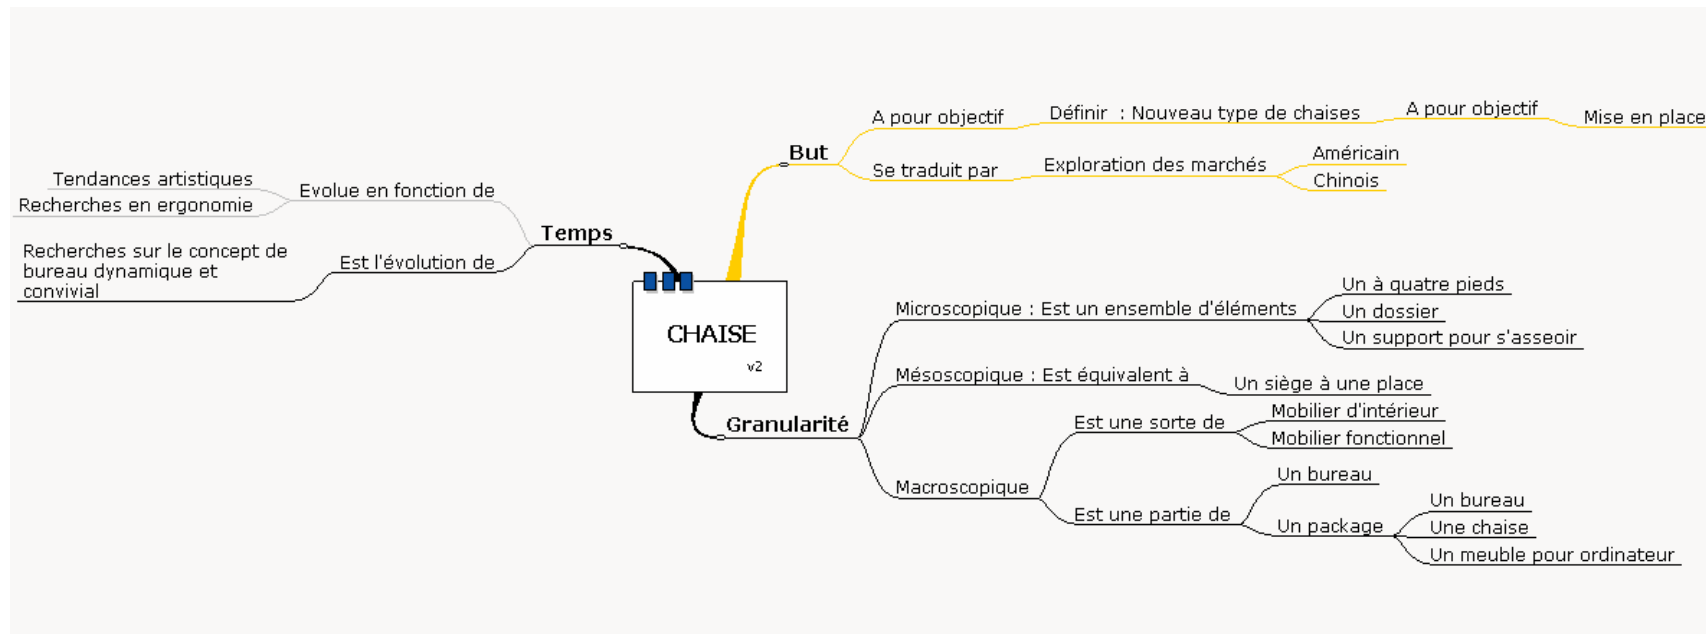 A pour objectif
Définir : Nouveau type de chaises
A pour objectif
Mise en place
But
Se traduit par
Exploration des marchés
Américain
Chinois
Tendances artistiques
Recherches en ergonomie
Evolue en fonction de
Temps
Recherches sur le concept de
bureau dynamique et
convivial
Est l'évolution de
CHAISE
v2
Granularité
Microscopique : Est un ensemble d'éléments
Un à quatre pieds
Un dossier
Un support pour s'asseoir
Mésoscopique : Est équivalent à
Un siège à une place
Macroscopique
Est une sorte de
Mobilier d'intérieur
Mobilier fonctionnel
Est une partie de
Un bureau
Un package
Un bureau
Une chaise
Un meuble pour ordinateur